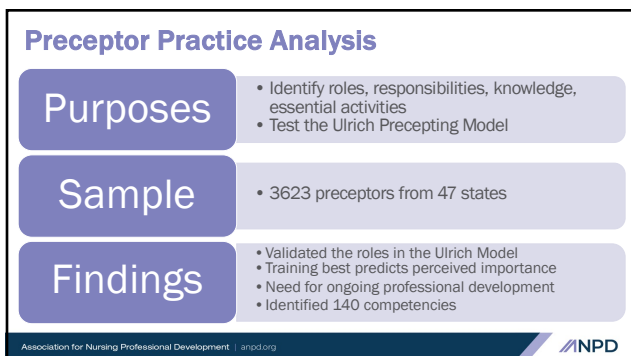 Preceptor Practice Analysis
Purposes
• Identify roles, responsibilities, knowledge,
essential activities
• Test the Ulrich Precepting Model
Sample
• 3623 preceptors from 47 states
Findings
• Validated the roles in the Ulrich Model
• Training best predicts perceived importance
• Need for ongoing professional development
• Identified 140 competencies
Association for Nursing Professional Development | anpd.org
ANPD